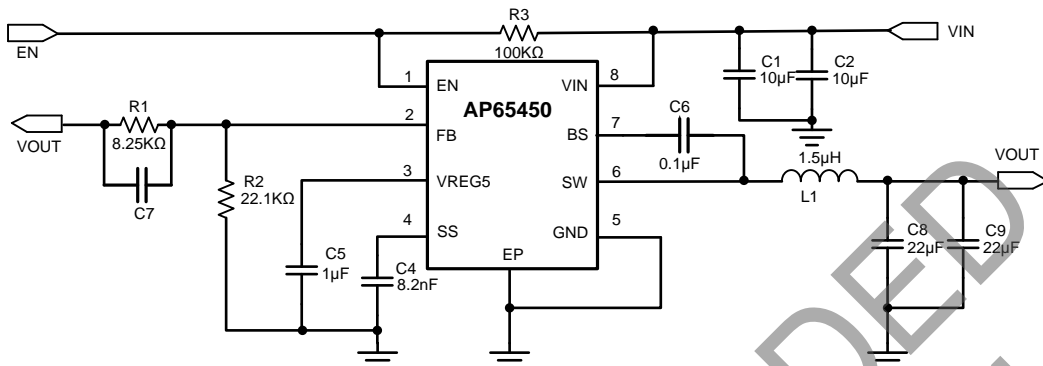 R3
100KΩ
EN
VIN
C1
10µF
C2
10µF
1
EN
VIN
8
AP65450
R1
8.25KΩ
VOUT
C7
2
FB
BS
7
C6
0.1µF
R2
22.1KΩ
3
VREG5
SW
6
1.5µH
L1
VOUT
4
SS
GND
5
EP
C5
1µF
C4
8.2nF
C8
22µF
C9
22µF
DED